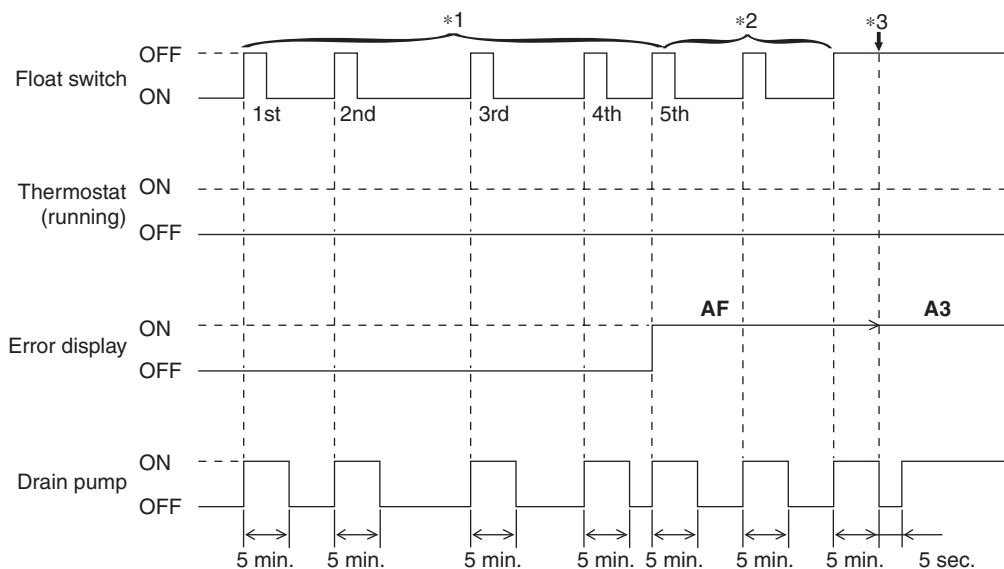 *1
*2
*3
Float switch
OFF
ON
1st
2nd
3rd
4th
5th
Thermostat
(running)
ON
OFF
Error display
ON
OFF
AF
A3
Drain pump
ON
OFF
5 min.
5 min.
5 min.
5 min.
5 min.
5 min.
5 min.
5 sec.